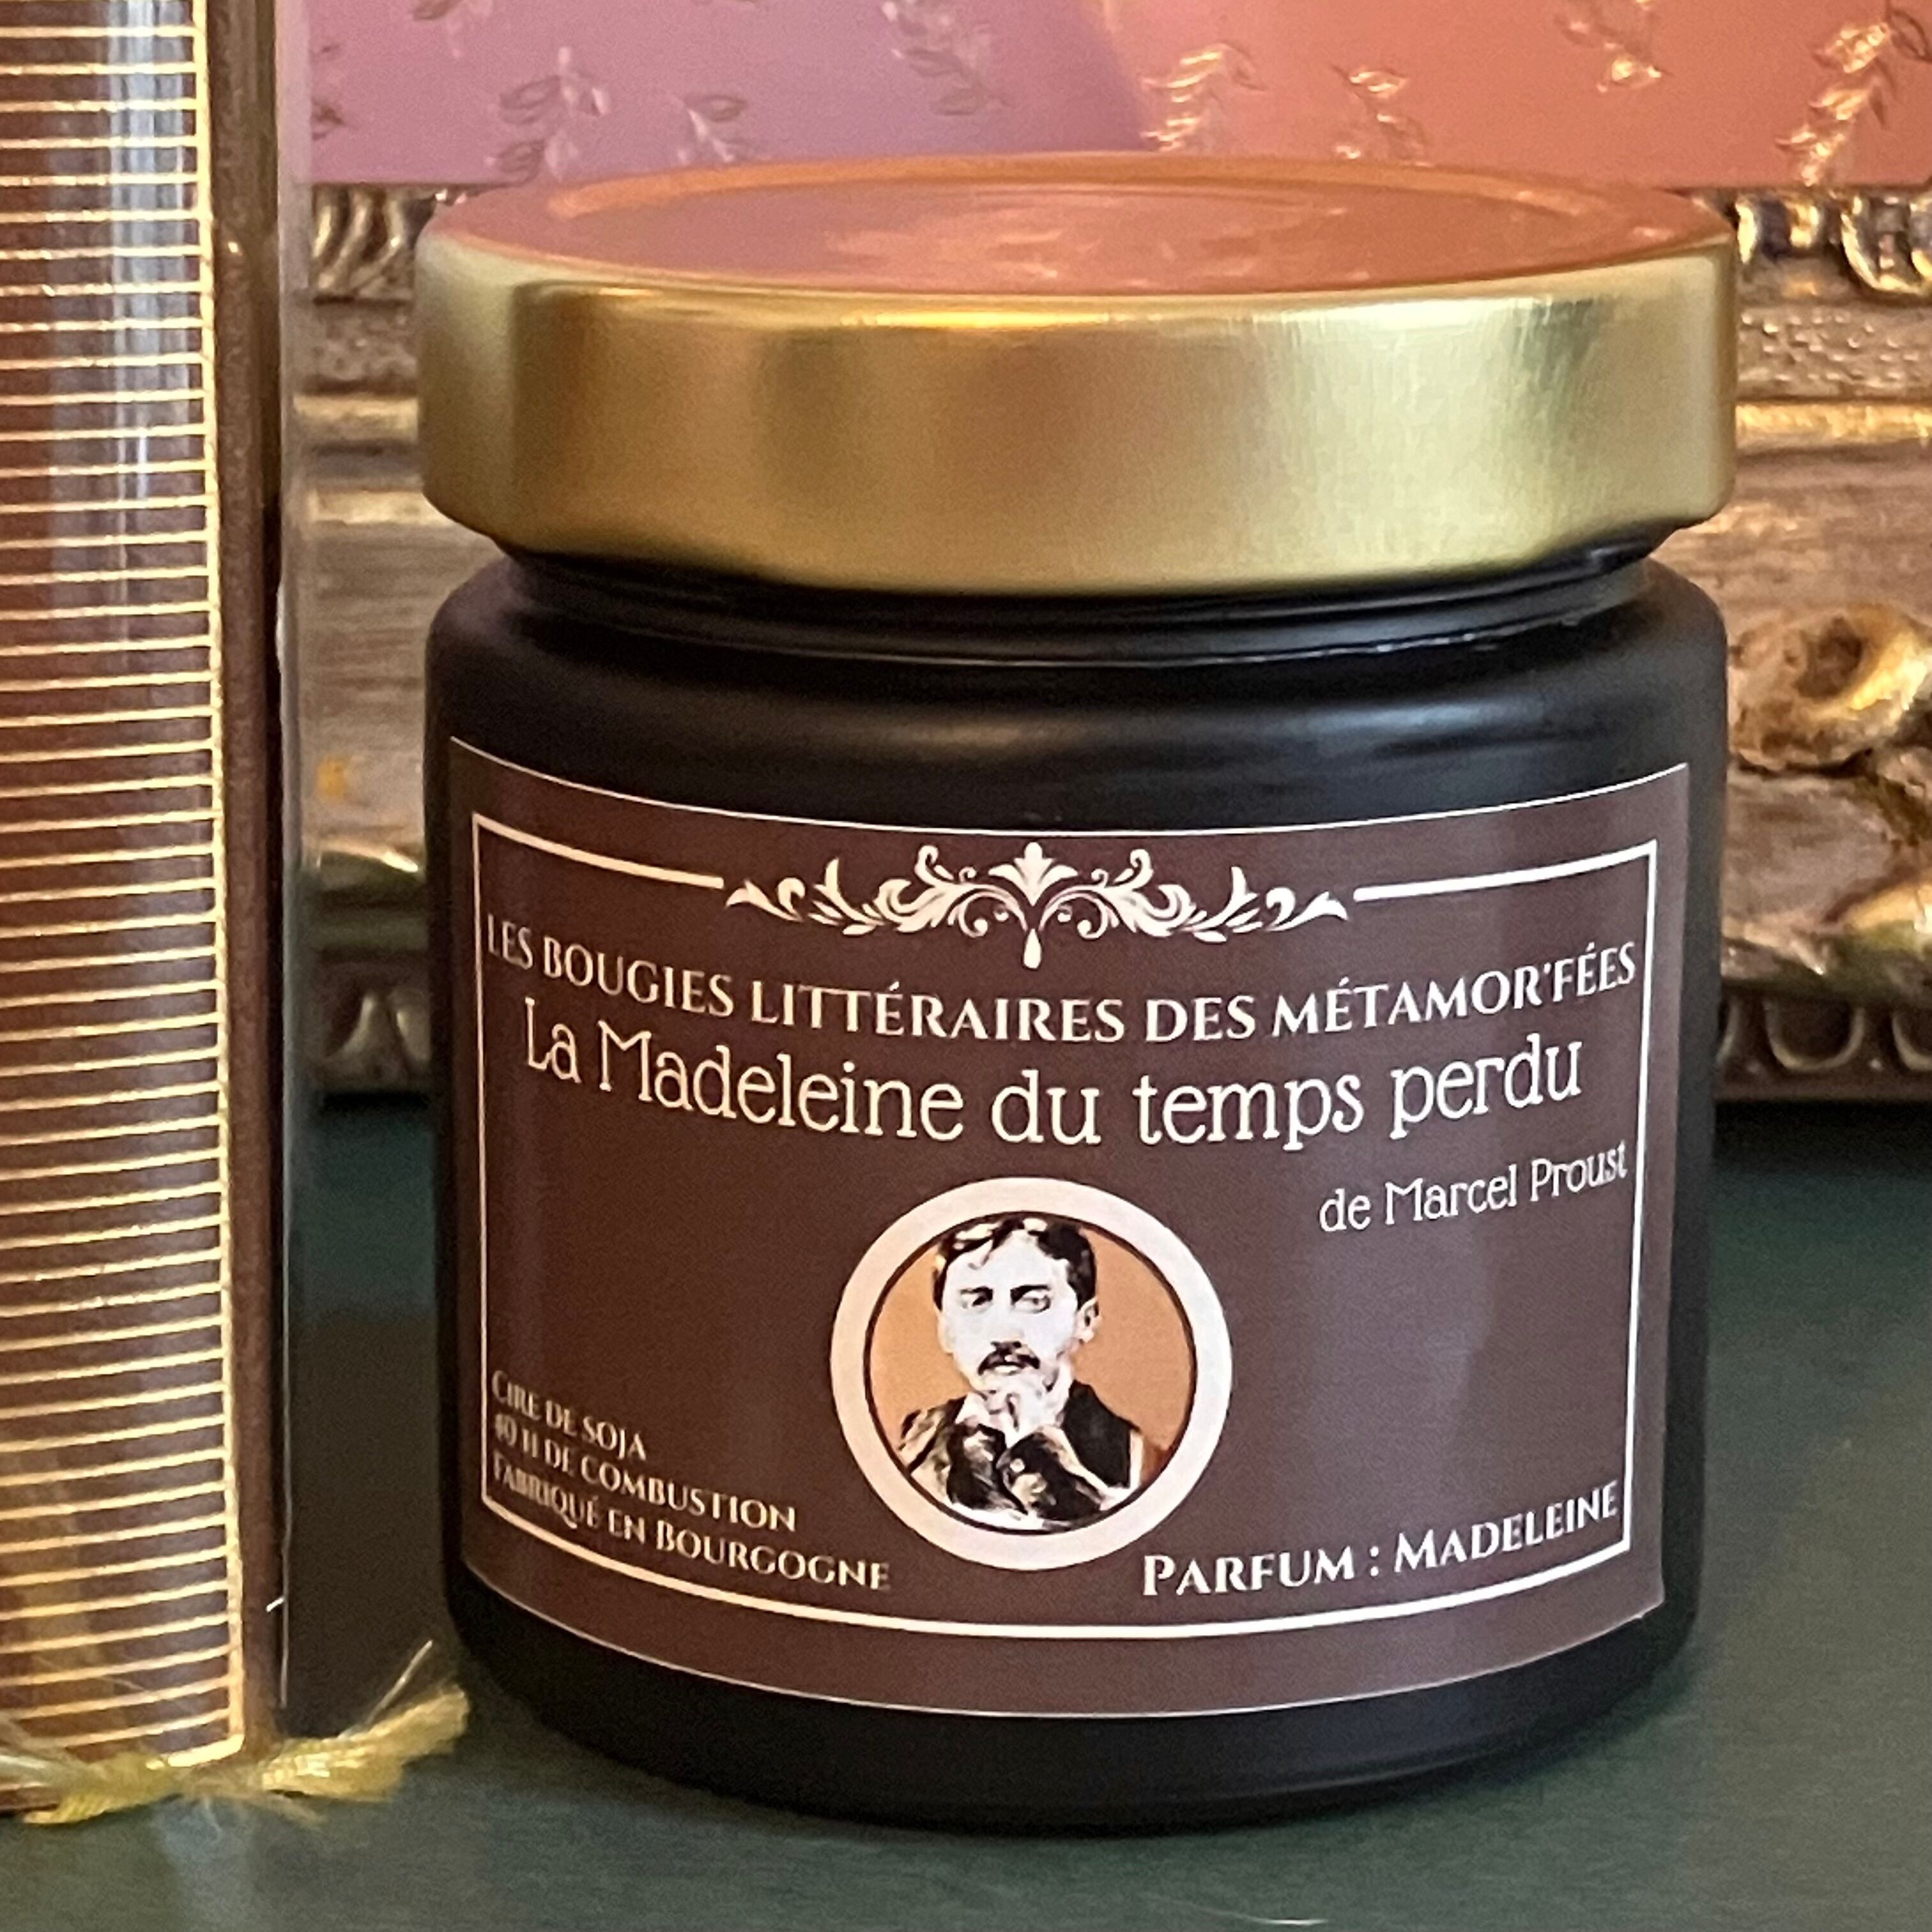 LES BOUGIES LITTÉRAIRES DES MÉTAMOR'FÉES
La Madeleine du temps perdu
de Marcel Proust
CIRE DE SOJA
40 H DE COMBUSTION
FABRIQUÉ EN BOURGOGNE
PARFUM : MADELEINE